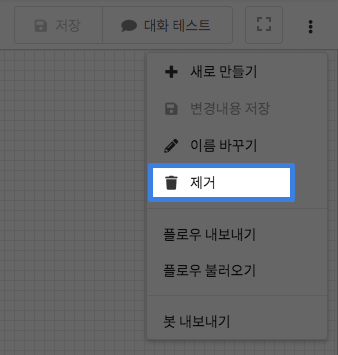 저장
대화 테스트
새로 만들기
변경내용 저장
이름 바꾸기
제거
플로우 내보내기
플로우 불러오기
봇 내보내기